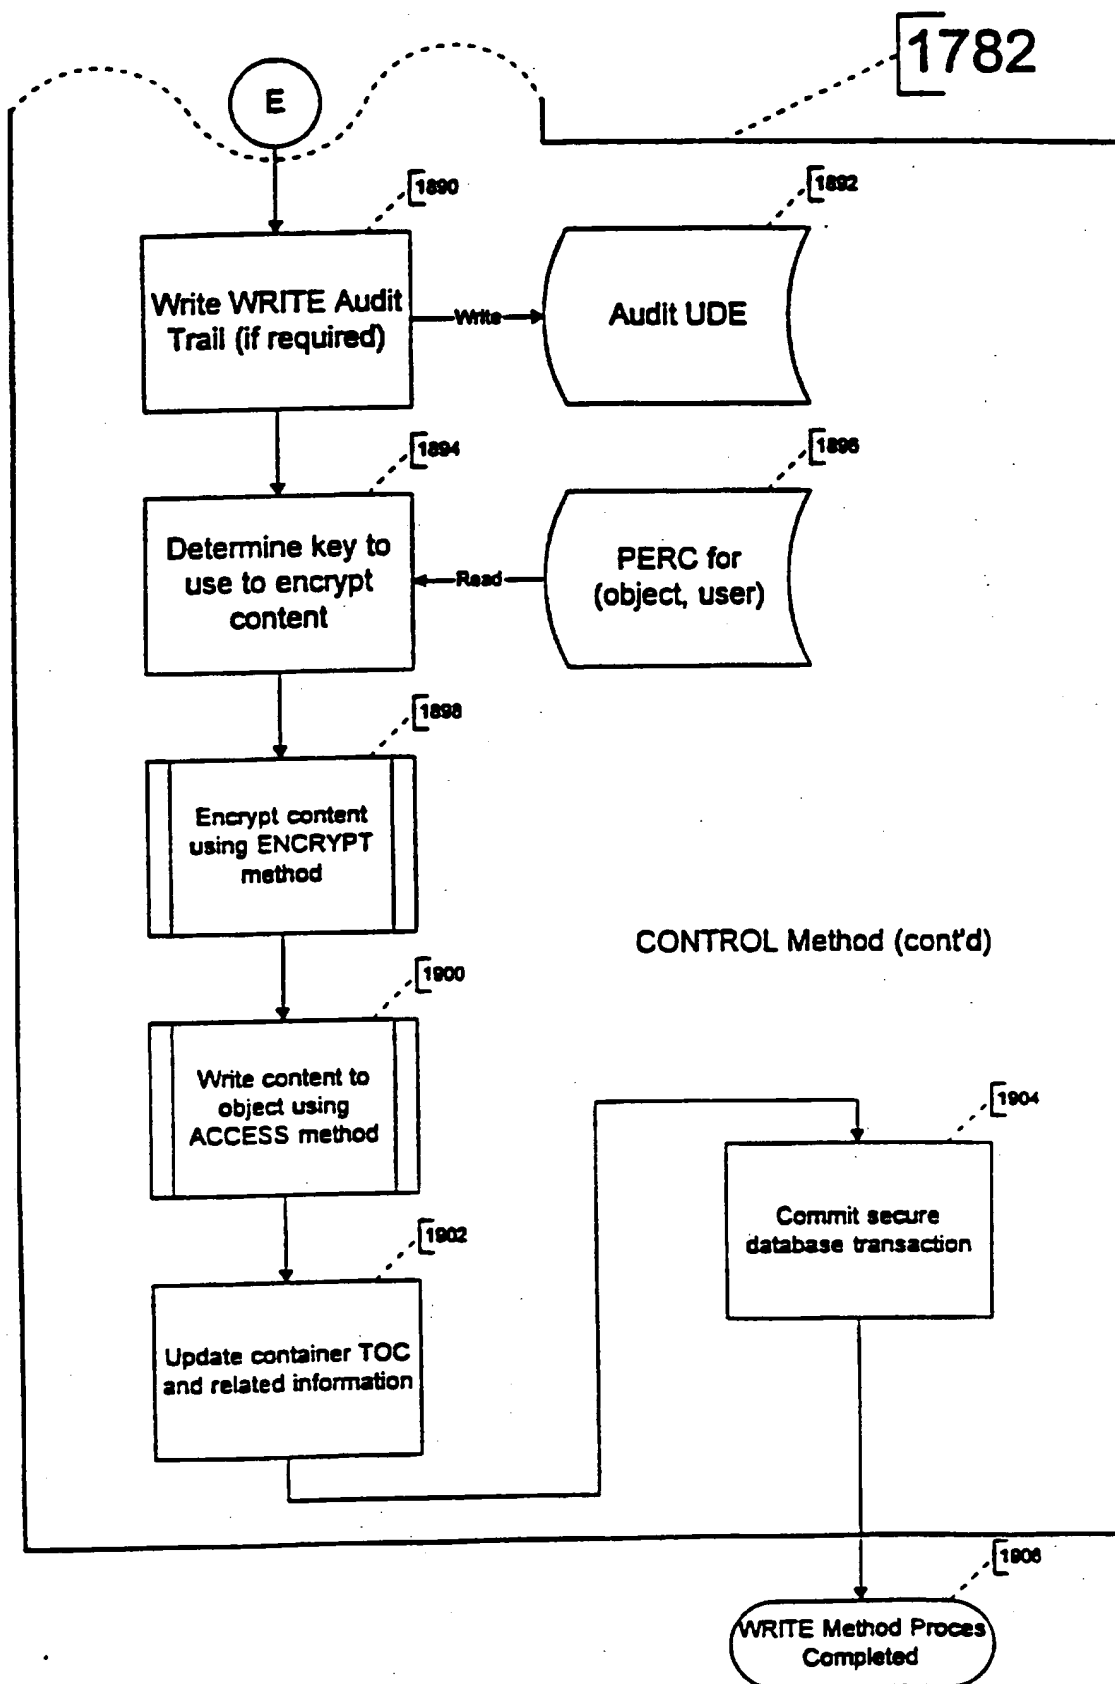 1782
E
1890
Write WRITE Audit
Trail (if required)
Write
1892
Audit UDE
1894
Determine key to
use to encrypt
content
Read
1896
PERC for
(object, user)
1898
Encrypt content
using ENCRYPT
method
CONTROL Method (cont'd)
1900
Write content to
object using
ACCESS method
1904
Commit secure
database transaction
1902
Update container TOC
and related information
1906
WRITE Method Proces
Completed